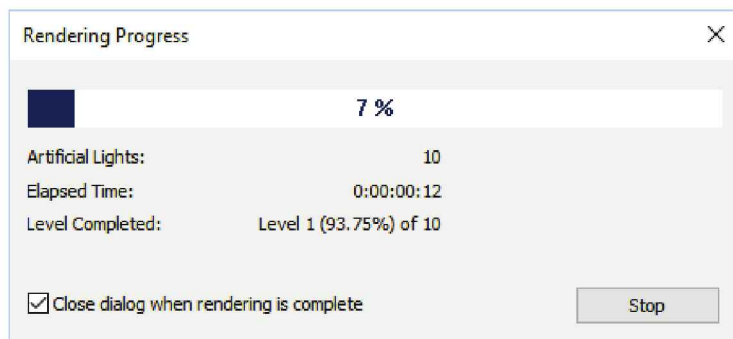 Rendering Progress
7 %
Artificial Lights: 10
Elapsed Time: 0:00:00:12
Level Completed: Level 1 (93.75%) of 10
Close dialog when rendering is complete
Stop